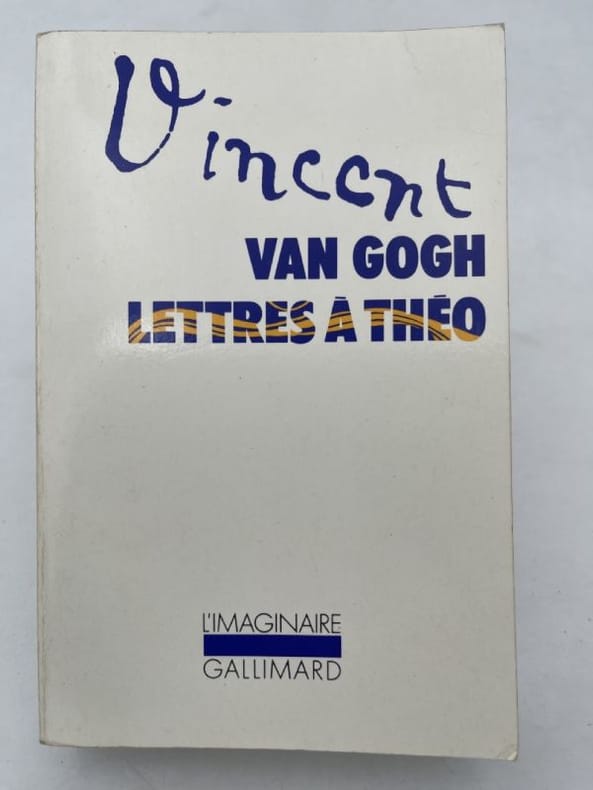 Vincent
VAN GOGH
LETTRES À THÉO
L'IMAGINAIRE
GALLIMARD